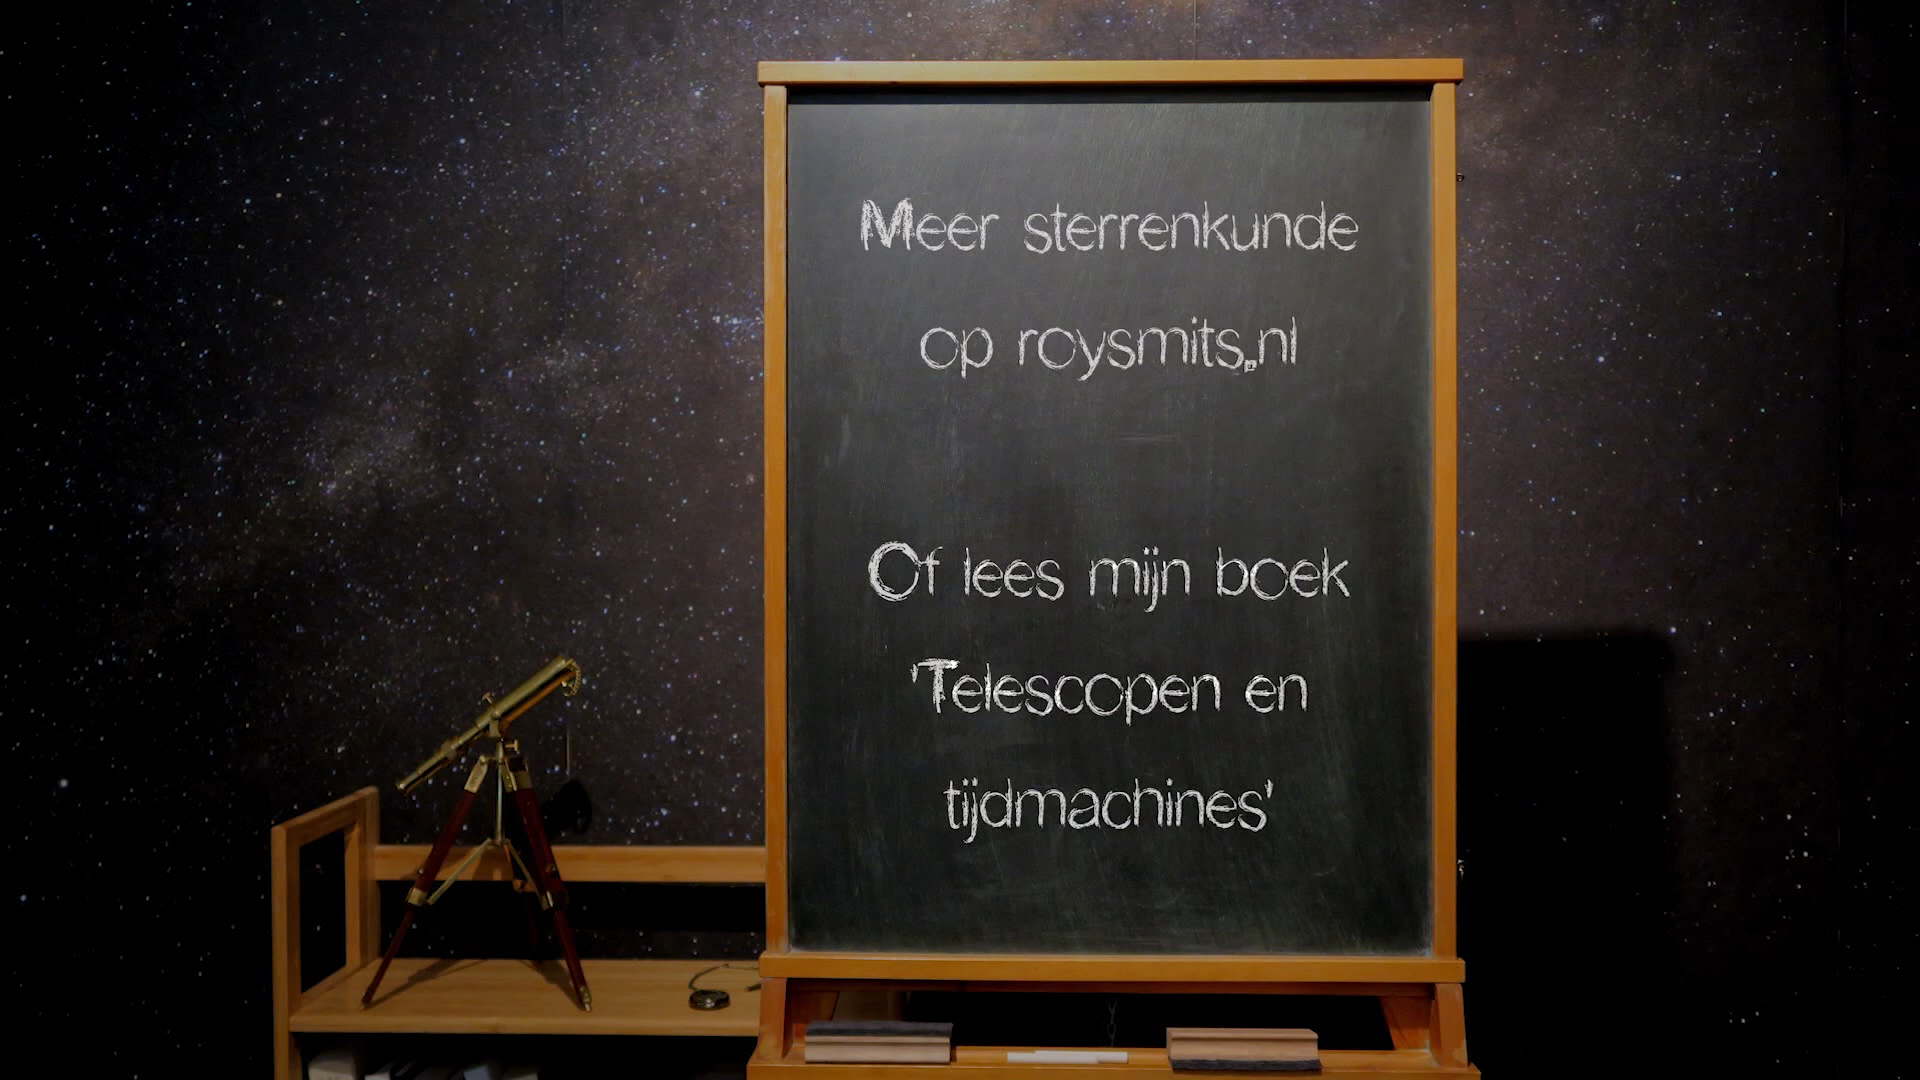 Meer sterrenkunde
op roysmits.nl
Of lees mijn boek
'Telescopen en
tijdmachines'